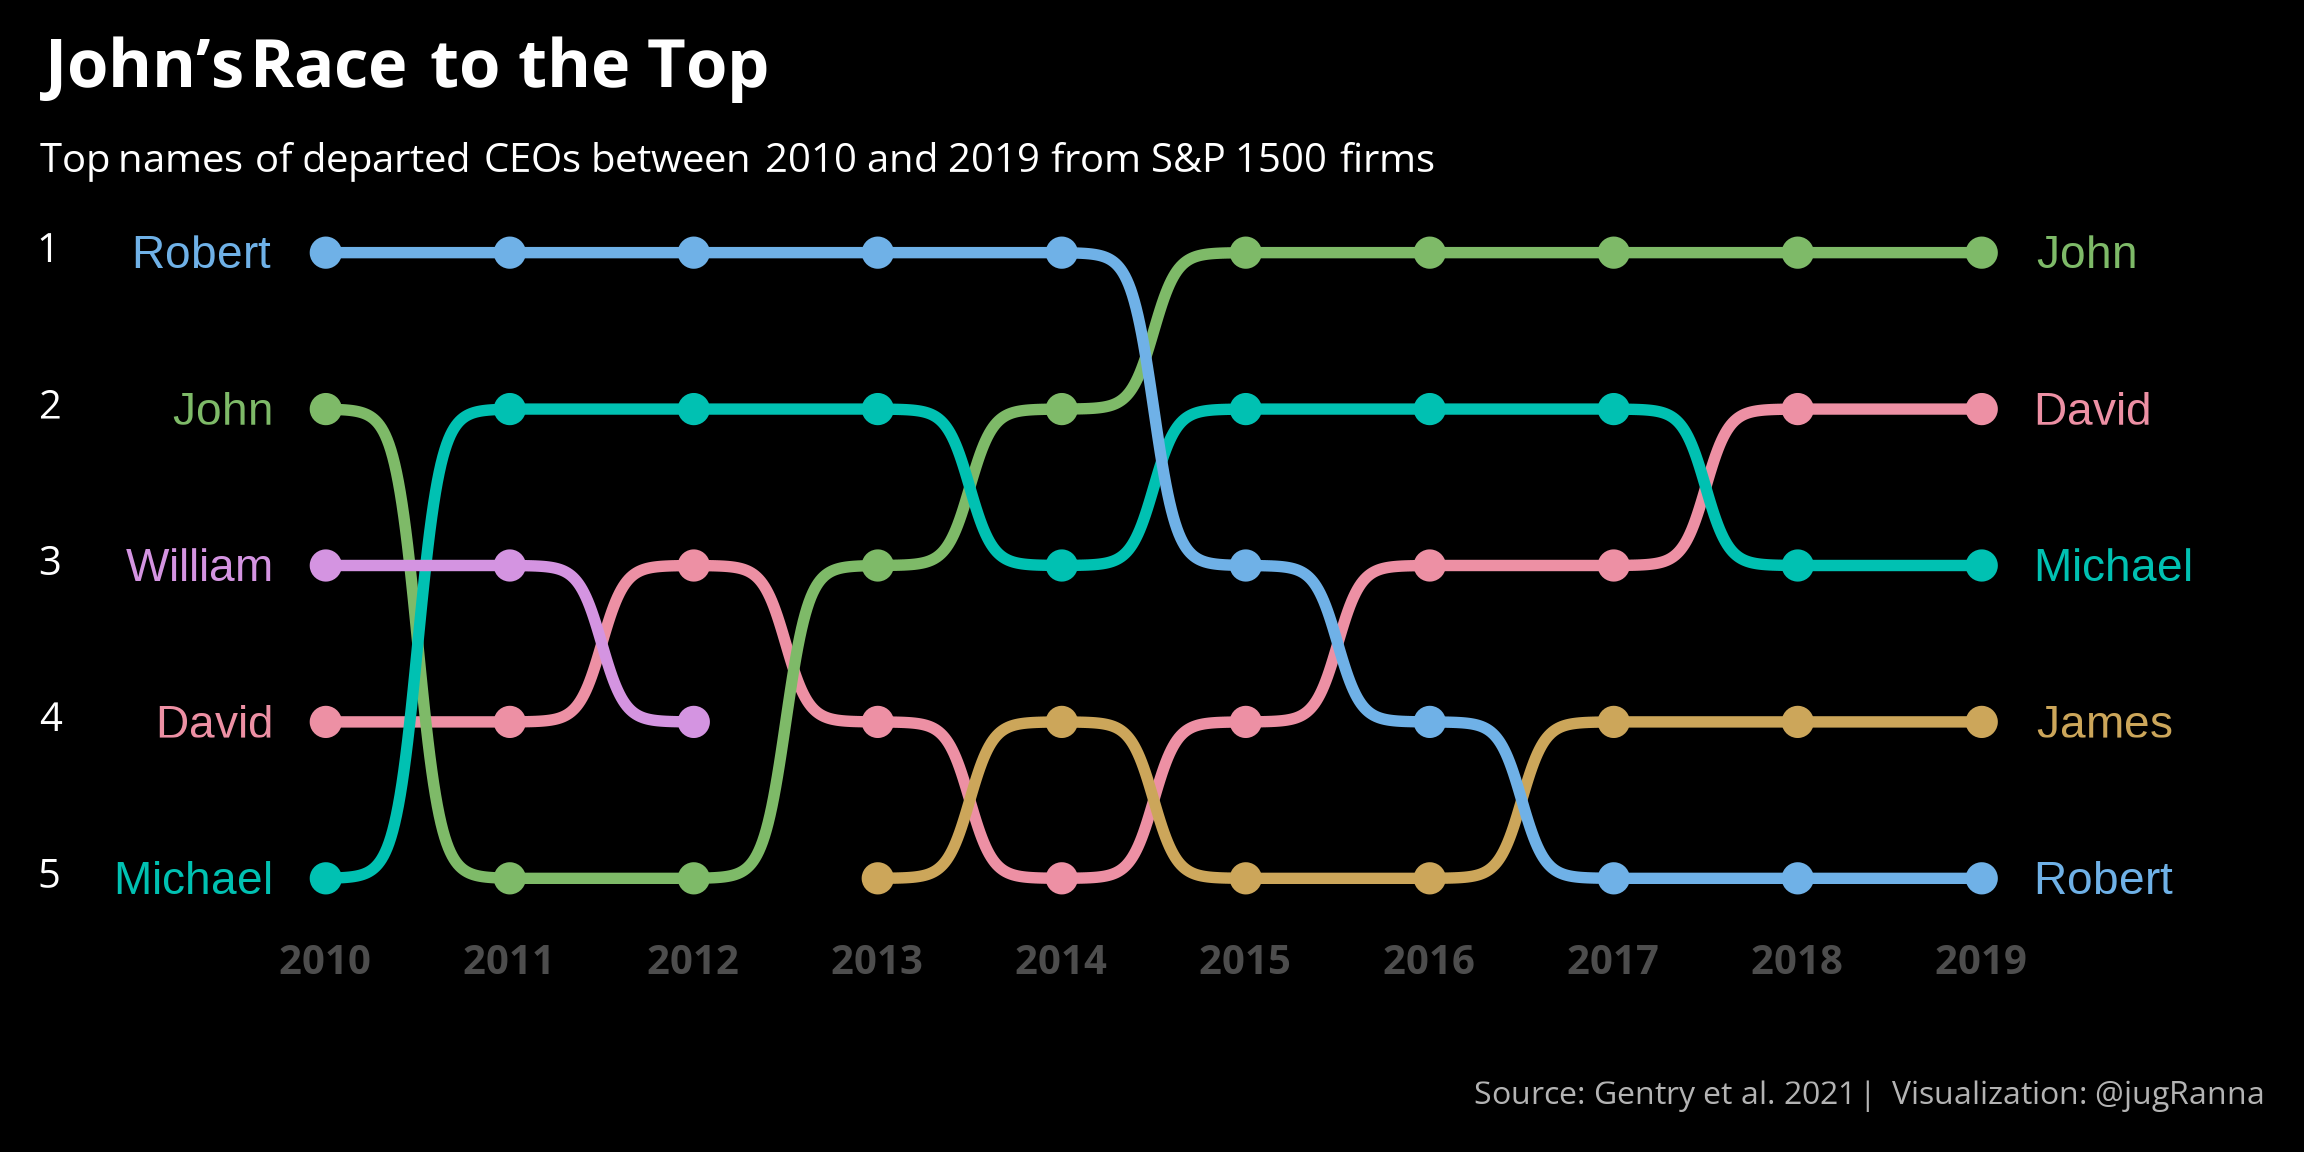 John’s Race to the Top
Top names of departed CEOs between 2010 and 2019 from S&P 1500 firms
1 Robert John
2 John David
3 William Michael
4 David James
5 Michael Robert
2010 2011 2012 2013 2014 2015 2016 2017 2018 2019
Source: Gentry et al. 2021 | Visualization: @jugRanna